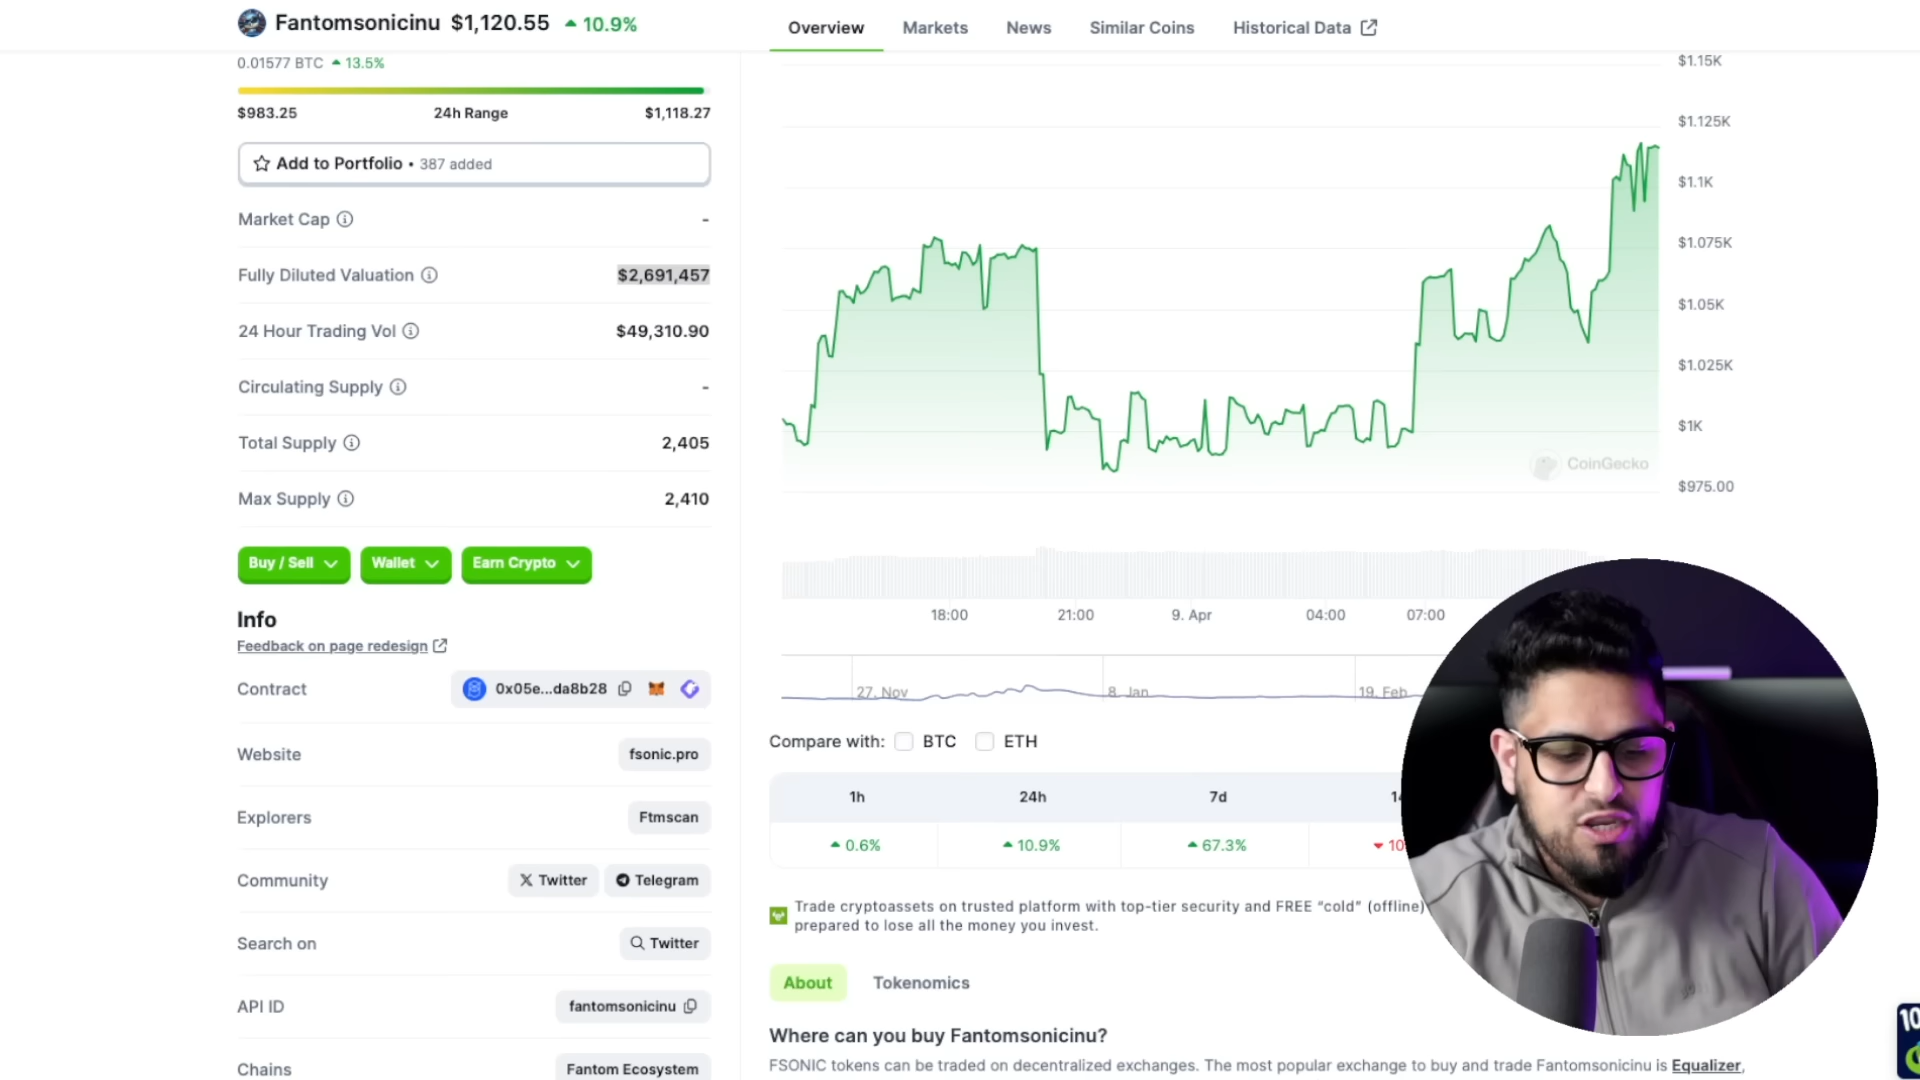 Fantomsonicinu $1,120.55 10.9%
Overview Markets News Similar Coins Historical Data
0.01577 BTC 13.5%
$983.25 24h Range $1,118.27
Add to Portfolio • 387 added
Market Cap -
Fully Diluted Valuation $2,691,457
24 Hour Trading Vol $49,310.90
Circulating Supply -
Total Supply 2,405
Max Supply 2,410
Buy / Sell Wallet Earn Crypto
Info
Feedback on page redesign
Contract 0x05e...da8b28
Website fsonic.pro
Explorers Ftmscan
Community Twitter Telegram
Search on Twitter
API ID fantomsonicinu
Chains Fantom Ecosystem
$1.15K
$1.125K
$1.1K
$1.075K
$1.05K
$1.025K
$1K
$975.00
CoinGecko
18:00 21:00 9. Apr 04:00 07:00
27. Nov 8. Jan 19. Feb
Compare with: BTC ETH
1h 24h 7d
0.6% 10.9% 67.3% 10
Trade cryptoassets on trusted platform with top-tier security and FREE “cold” (offline)
prepared to lose all the money you invest.
About Tokenomics
Where can you buy Fantomsonicinu?
FSONIC tokens can be traded on decentralized exchanges. The most popular exchange to buy and trade Fantomsonicinu is Equalizer,
10